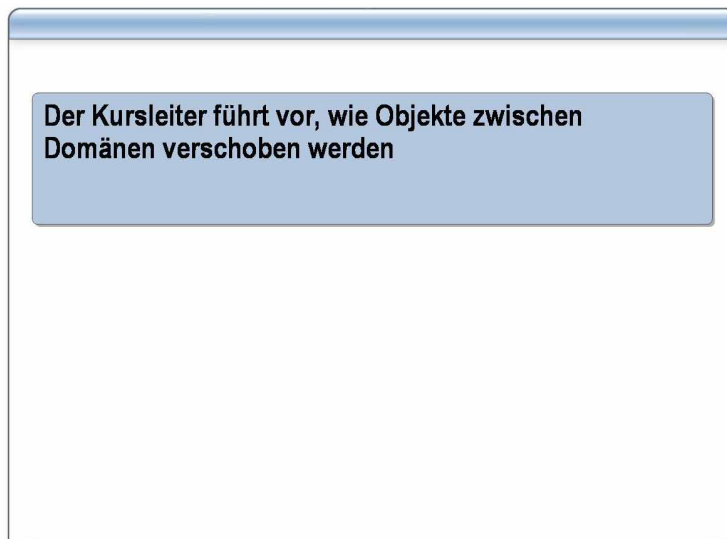 Der Kursleiter führt vor, wie Objekte zwischen
Domänen verschoben werden